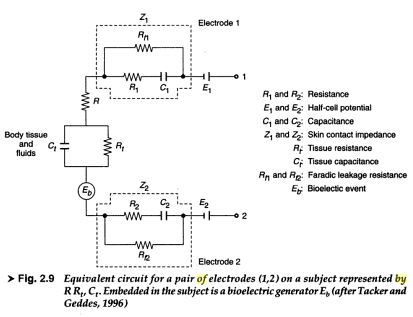 Z1
Electrode 1
Rf1
R1
C1
E1
1
R
R1 and R2: Resistance
E1 and E2: Half-cell potential
C1 and C2: Capacitance
Z1 and Z2: Skin contact impedance
Rt: Tissue resistance
Ct: Tissue capacitance
Rf1 and Rf2: Faradic leakage resistance
Eb: Bioelectic event
Body tissue
and
fluids
Ct
Rt
Eb
Z2
R2
C2
E2
2
Rf2
Electrode 2
➤ Fig. 2.9 Equivalent circuit for a pair of electrodes (1,2) on a subject represented by
R Rt, Ct. Embedded in the subject is a bioelectric generator Eb (after Tacker and
Geddes, 1996)